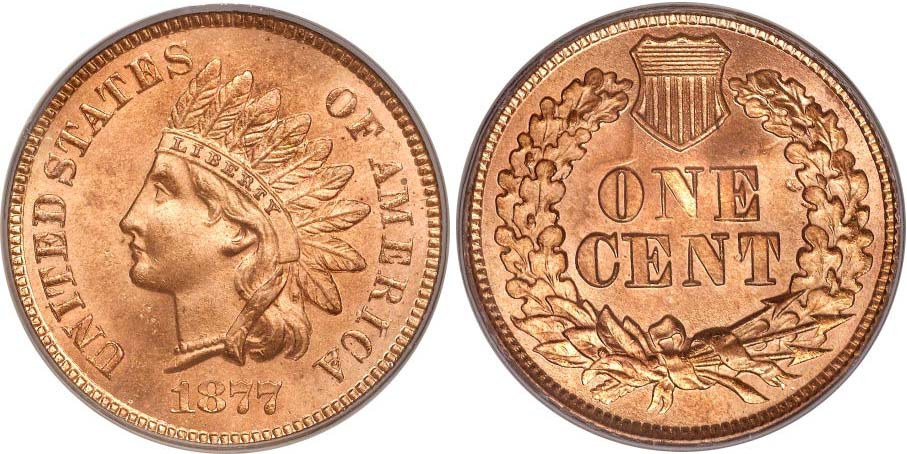 UNITED STATES OF AMERICA
LIBERTY
1877
ONE
CENT